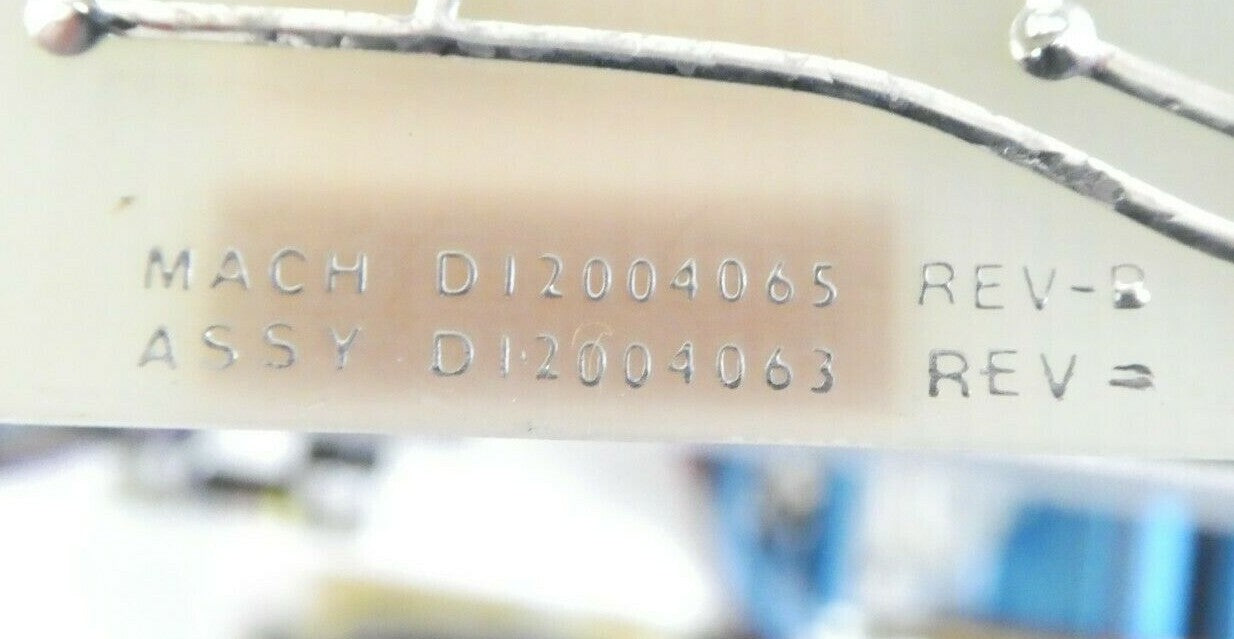 MACH D12004065 REV-B
ASSY D12004063 REV =